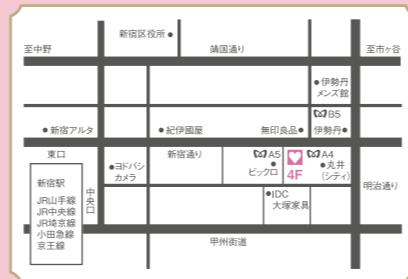 新宿区役所
至中野
靖国通り
至市ヶ谷
伊勢丹
メンズ館
B5
新宿アルタ
紀伊國屋
無印良品
伊勢丹
東口
ヨドバシ
カメラ
新宿通り
A5
ビックロ
4F
A4
丸井
(シティ)
明治通り
新宿駅
JR山手線
JR中央線
JR埼京線
小田急線
京王線
中央口
IDC
大塚家具
甲州街道